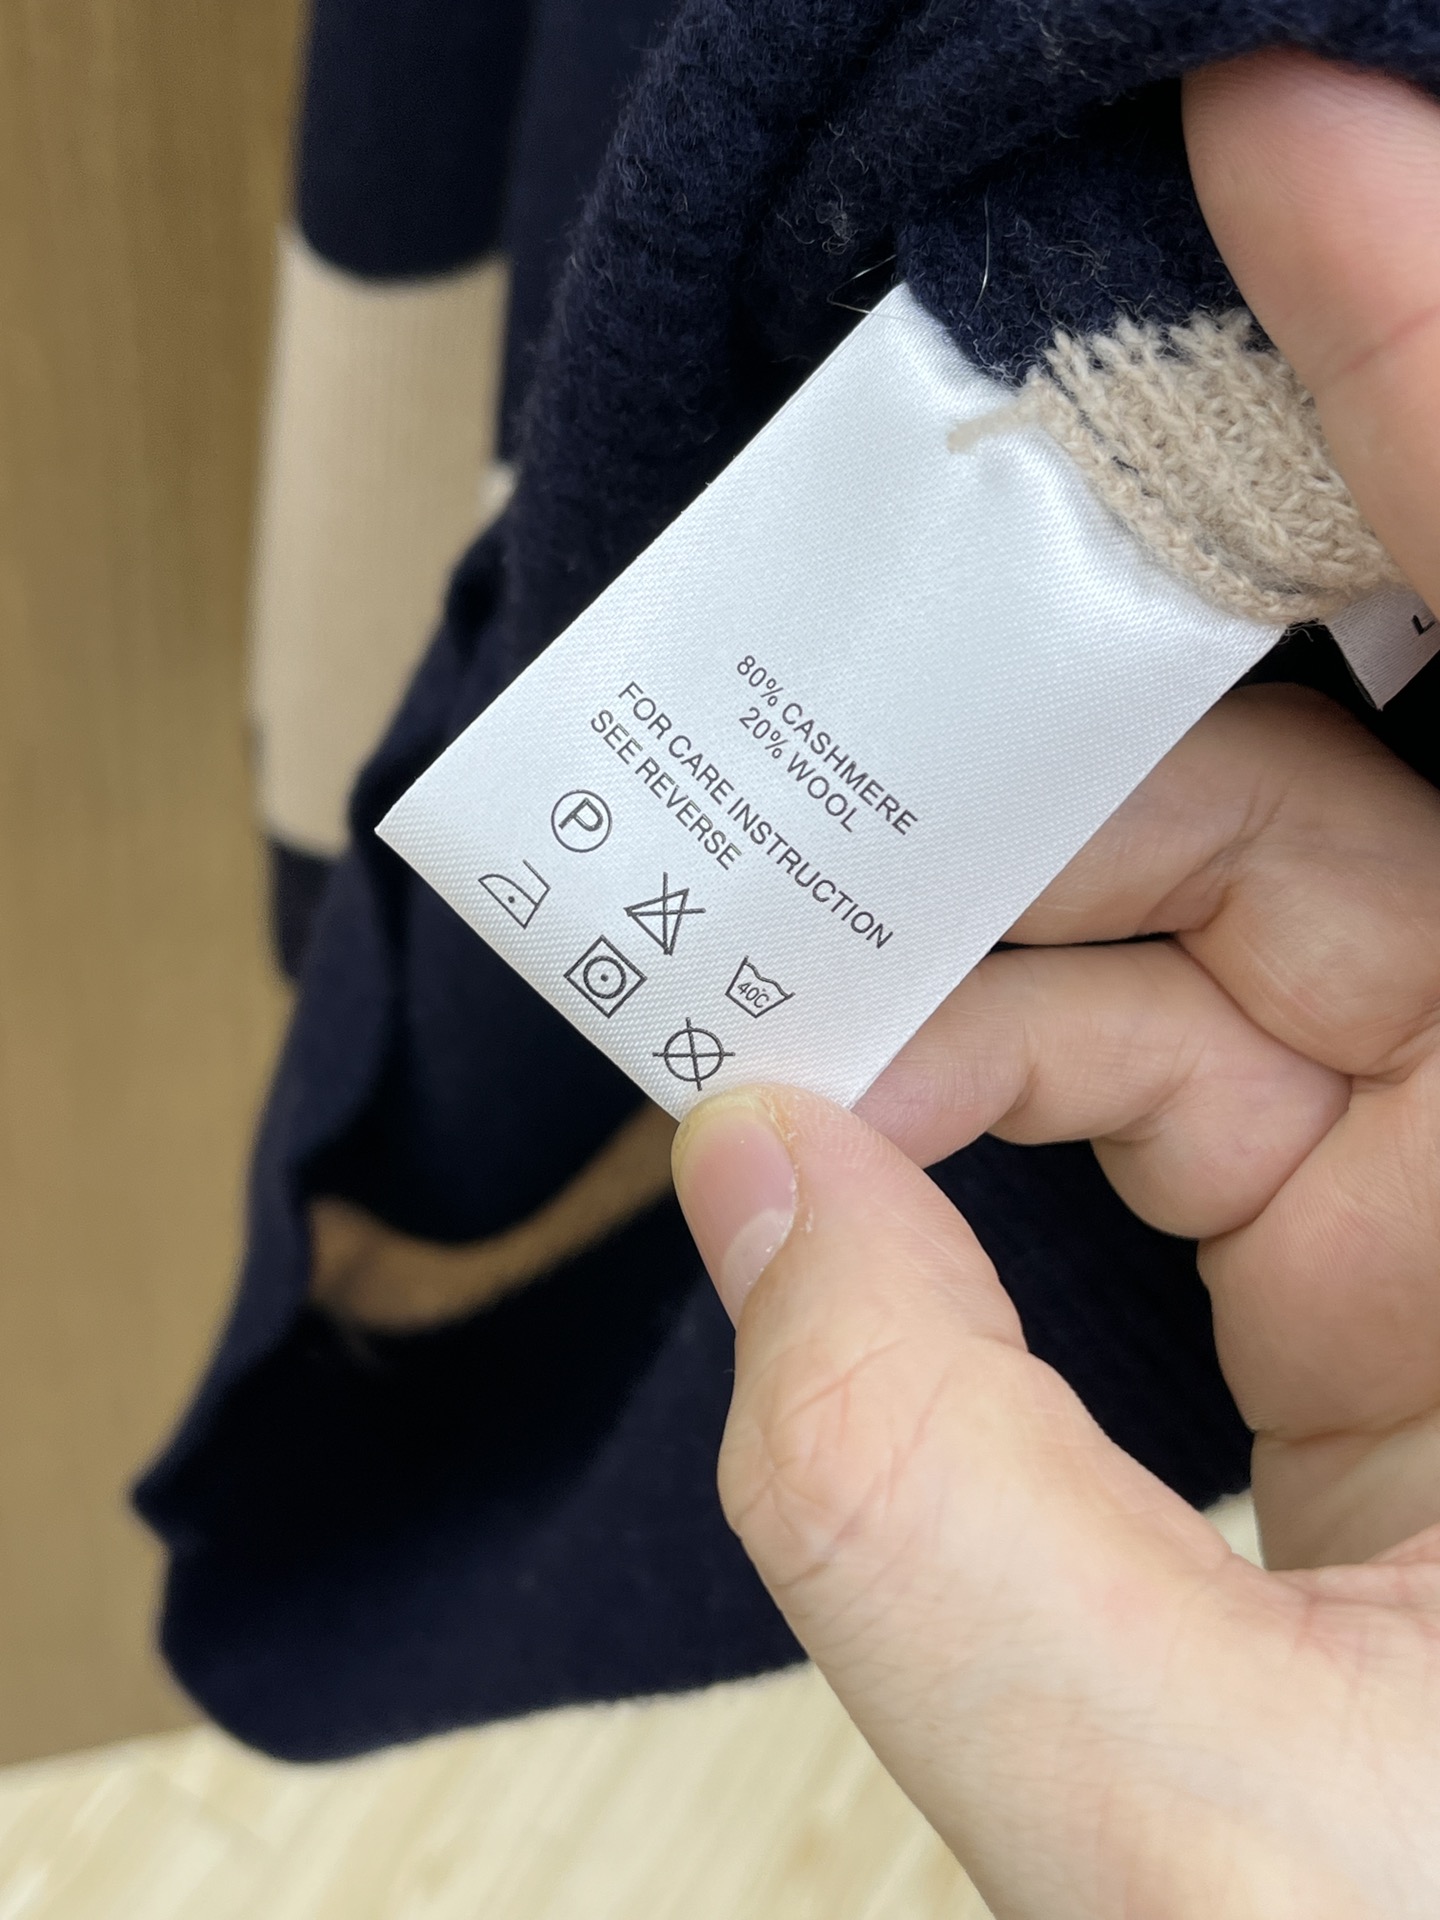 80% CASHMERE
20% WOOL
FOR CARE INSTRUCTION
SEE REVERSE
P
40°C
L